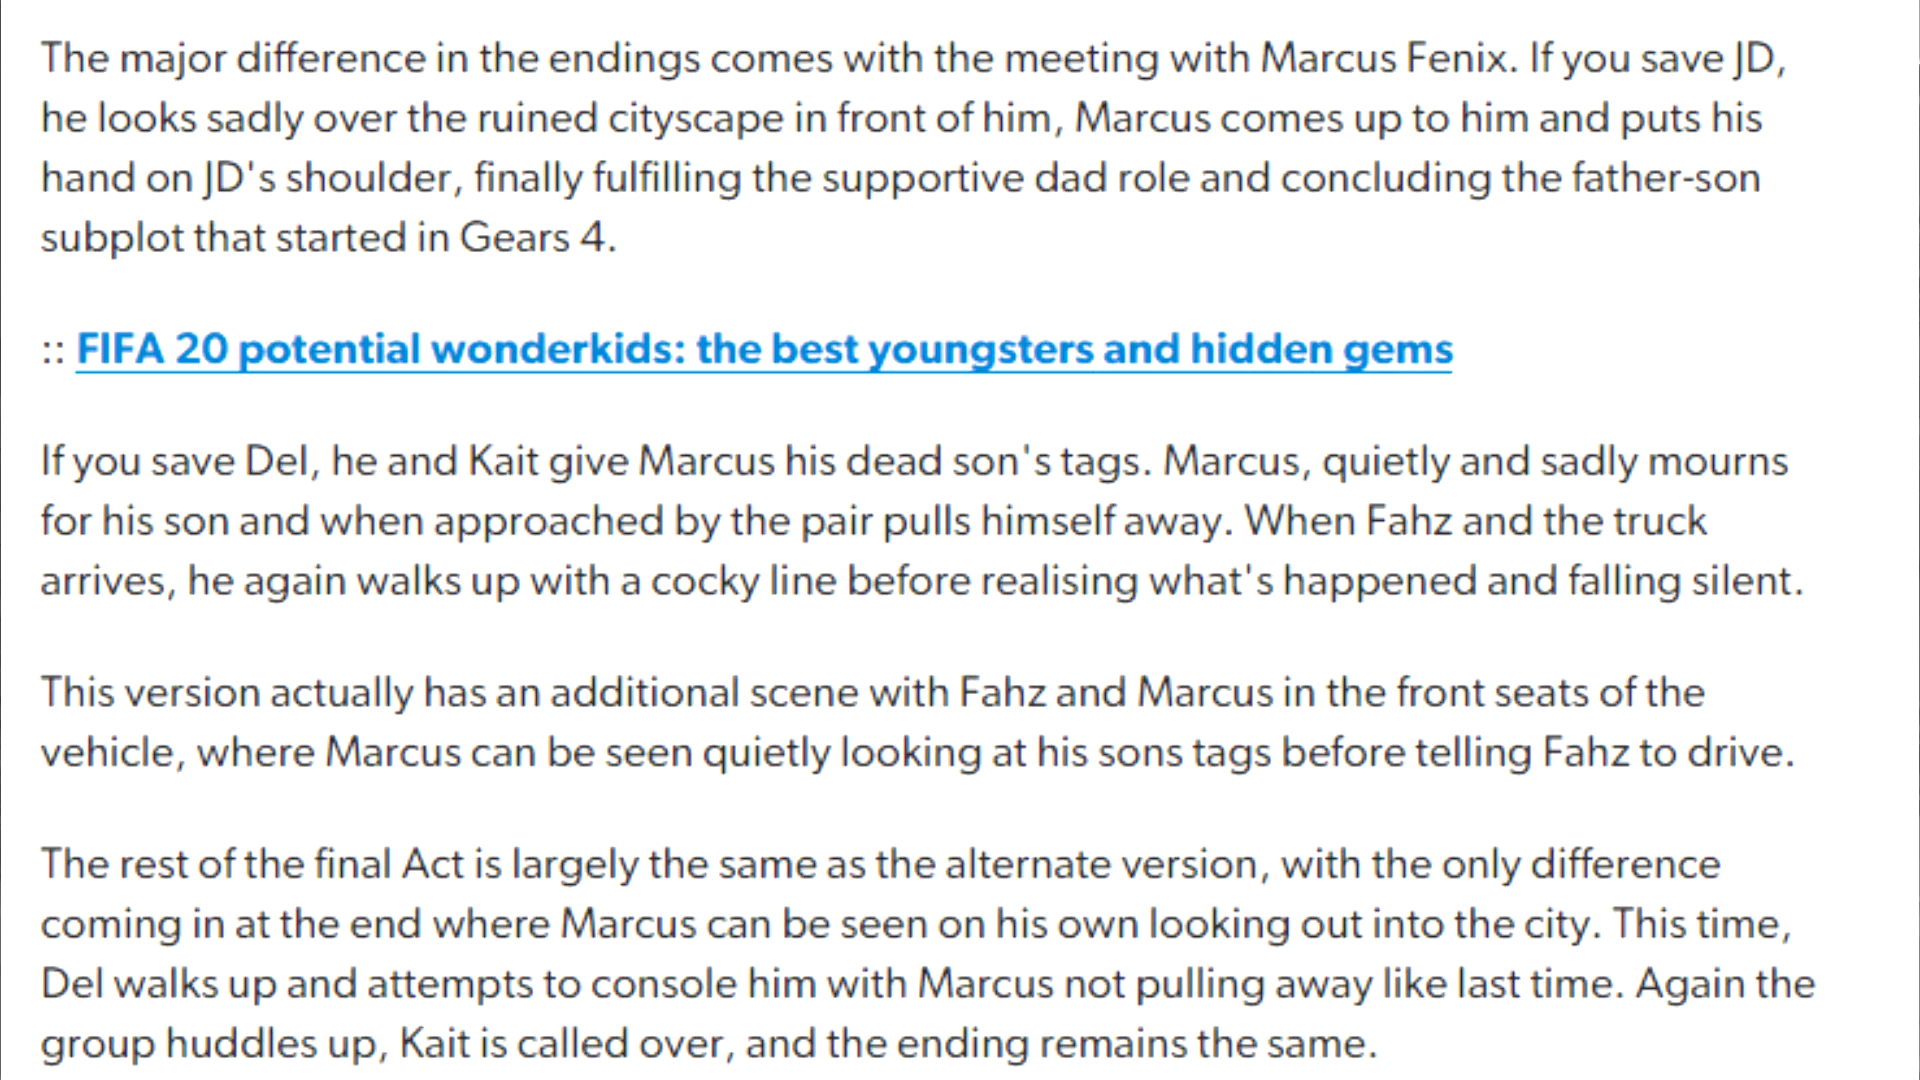 The major difference in the endings comes with the meeting with Marcus Fenix. If you save JD,
he looks sadly over the ruined cityscape in front of him, Marcus comes up to him and puts his
hand on JD's shoulder, finally fulfilling the supportive dad role and concluding the father-son
subplot that started in Gears 4.
:: FIFA 20 potential wonderkids: the best youngsters and hidden gems
If you save Del, he and Kait give Marcus his dead son's tags. Marcus, quietly and sadly mourns
for his son and when approached by the pair pulls himself away. When Fahz and the truck
arrives, he again walks up with a cocky line before realising what's happened and falling silent.
This version actually has an additional scene with Fahz and Marcus in the front seats of the
vehicle, where Marcus can be seen quietly looking at his sons tags before telling Fahz to drive.
The rest of the final Act is largely the same as the alternate version, with the only difference
coming in at the end where Marcus can be seen on his own looking out into the city. This time,
Del walks up and attempts to console him with Marcus not pulling away like last time. Again the
group huddles up, Kait is called over, and the ending remains the same.